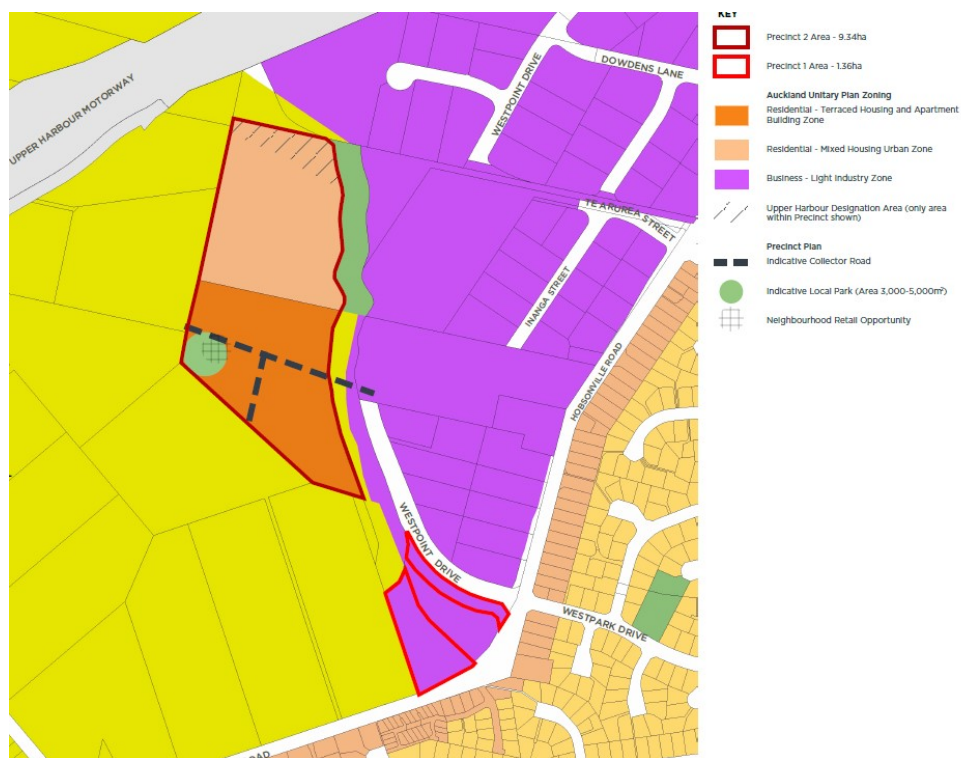 KEY
Precinct 2 Area - 9.34ha
Precinct 1 Area - 1.36ha
Auckland Unitary Plan Zoning
Residential - Terraced Housing and Apartment
Building Zone
Residential - Mixed Housing Urban Zone
Business - Light Industry Zone
Upper Harbour Designation Area (only area
within Precinct shown)
Precinct Plan
Indicative Collector Road
Indicative Local Park (Area 3,000-5,000m²)
Neighbourhood Retail Opportunity
UPPER HARBOUR MOTORWAY
WESTPOINT DRIVE
DOWDENS LANE
TE ARUREA STREET
INANGA STREET
HOBSONVILLE ROAD
WESTPOINT DRIVE
WESTPARK DRIVE
OAD